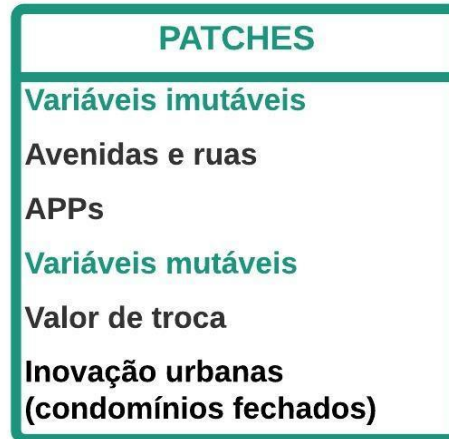 PATCHES
Variáveis imutáveis
Avenidas e ruas
APPs
Variáveis mutáveis
Valor de troca
Inovação urbanas
(condomínios fechados)